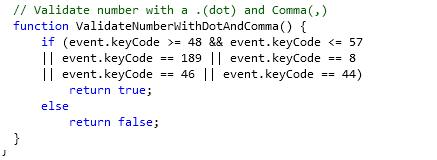 // Validate number with a .(dot) and Comma(,)
function ValidateNumberWithDotAndComma() {
if (event.keyCode >= 48 && event.keyCode <= 57
|| event.keyCode == 189 || event.keyCode == 8
|| event.keyCode == 46 || event.keyCode == 44)
return true;
else
return false;
}